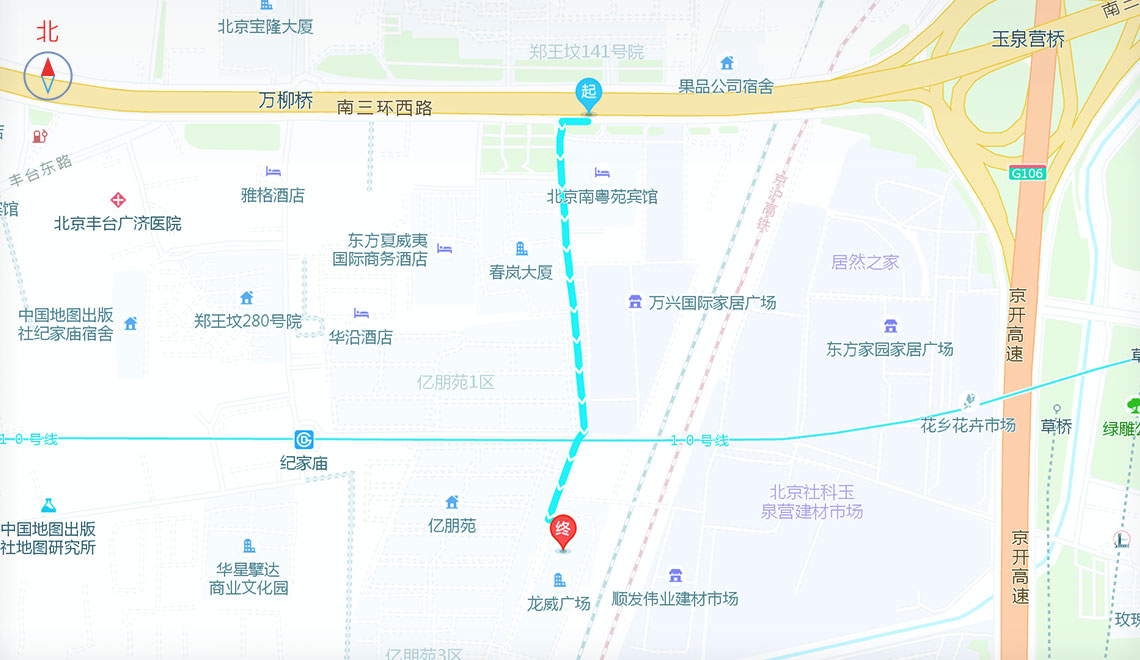 北
北京宝隆大厦
南三
玉泉营桥
郑王坟141号院
果品公司宿舍
起
万柳桥
南三环西路
丰台东路
G106
京沪高铁
雅格酒店
北京南粤苑宾馆
宾馆
北京丰台广济医院
东方夏威夷
国际商务酒店
春岚大厦
居然之家
万兴国际家居广场
京开高速
中国地图出版
社纪家庙宿舍
郑王坟280号院
华沿酒店
东方家园家居广场
草
亿朋苑1区
花乡花卉市场
草桥
绿雕公
10号线
10号线
纪家庙
北京社科玉
泉营建材市场
中国地图出版
社地图研究所
亿朋苑
终
京开高速
华星擘达
商业文化园
龙威广场
顺发伟业建材市场
玫瑰
亿朋苑3区